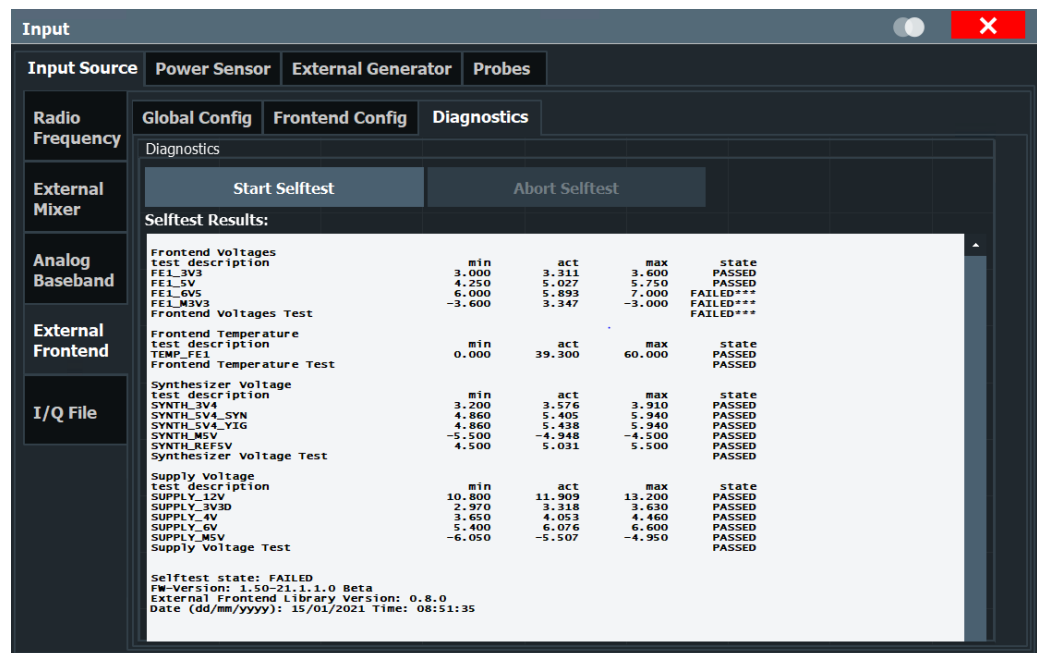 Input
Input Source Power Sensor External Generator Probes
Radio
Frequency
External
Mixer
Analog
Baseband
External
Frontend
I/Q File
Global Config Frontend Config Diagnostics
Diagnostics
Start Selftest Abort Selftest
Selftest Results:
Frontend Voltages
test description min act max state
FE1_3V3 3.000 3.311 3.600 PASSED
FE1_5V 4.250 5.027 5.750 PASSED
FE1_6V5 6.000 5.893 7.000 FAILED***
FE1_M3V3 -3.600 3.347 -3.000 FAILED***
Frontend Voltages Test FAILED***
Frontend Temperature
test description min act max state
TEMP_FE1 0.000 39.300 60.000 PASSED
Frontend Temperature Test PASSED
Synthesizer Voltage
test description min act max state
SYNTH_3V4 3.200 3.576 3.910 PASSED
SYNTH_5V4_SYN 4.860 5.405 5.940 PASSED
SYNTH_5V4_YIG 4.860 5.438 5.940 PASSED
SYNTH_M5V -5.500 -4.948 -4.500 PASSED
SYNTH_REF5V 4.500 5.031 5.500 PASSED
Synthesizer Voltage Test PASSED
Supply Voltage
test description min act max state
SUPPLY_12V 10.800 11.909 13.200 PASSED
SUPPLY_3V3D 2.970 3.318 3.630 PASSED
SUPPLY_4V 3.650 4.053 4.460 PASSED
SUPPLY_6V 5.400 6.076 6.600 PASSED
SUPPLY_M5V -6.050 -5.507 -4.950 PASSED
Supply Voltage Test PASSED
Selftest state: FAILED
FW-Version: 1.50-21.1.1.0 Beta
External Frontend Library Version: 0.8.0
Date (dd/mm/yyyy): 15/01/2021 Time: 08:51:35